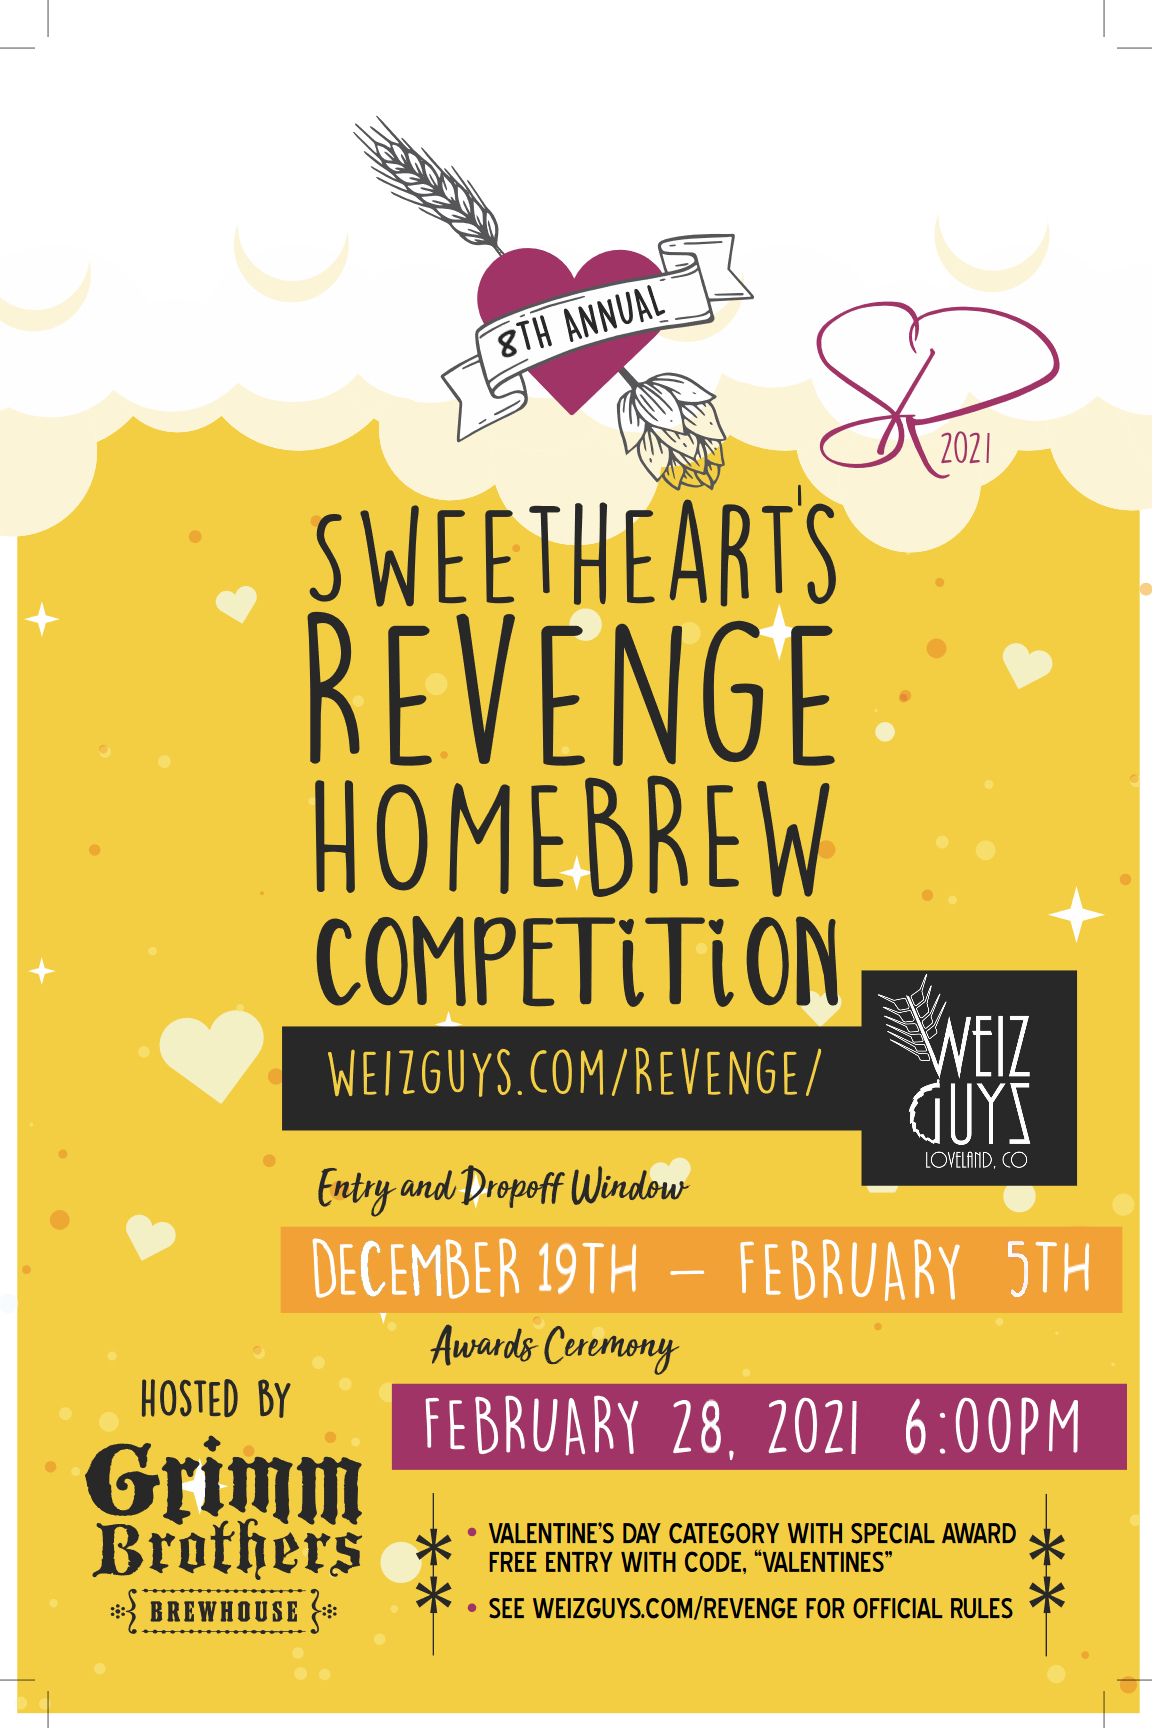 8TH ANNUAL
2021
SWEETHEART'S
REVENGE
HOMEBREW
COMPETITION
WEIZGUYS.COM/REVENGE/
WEIZ
GUYS
LOVELAND, CO
Entry and Dropoff Window
DECEMBER 19TH – FEBRUARY 5TH
Awards Ceremony
FEBRUARY 28, 2021 6:00PM
HOSTED BY
Grimm
Brothers
BREWHOUSE
• VALENTINE'S DAY CATEGORY WITH SPECIAL AWARD
FREE ENTRY WITH CODE, “VALENTINES”
• SEE WEIZGUYS.COM/REVENGE FOR OFFICIAL RULES